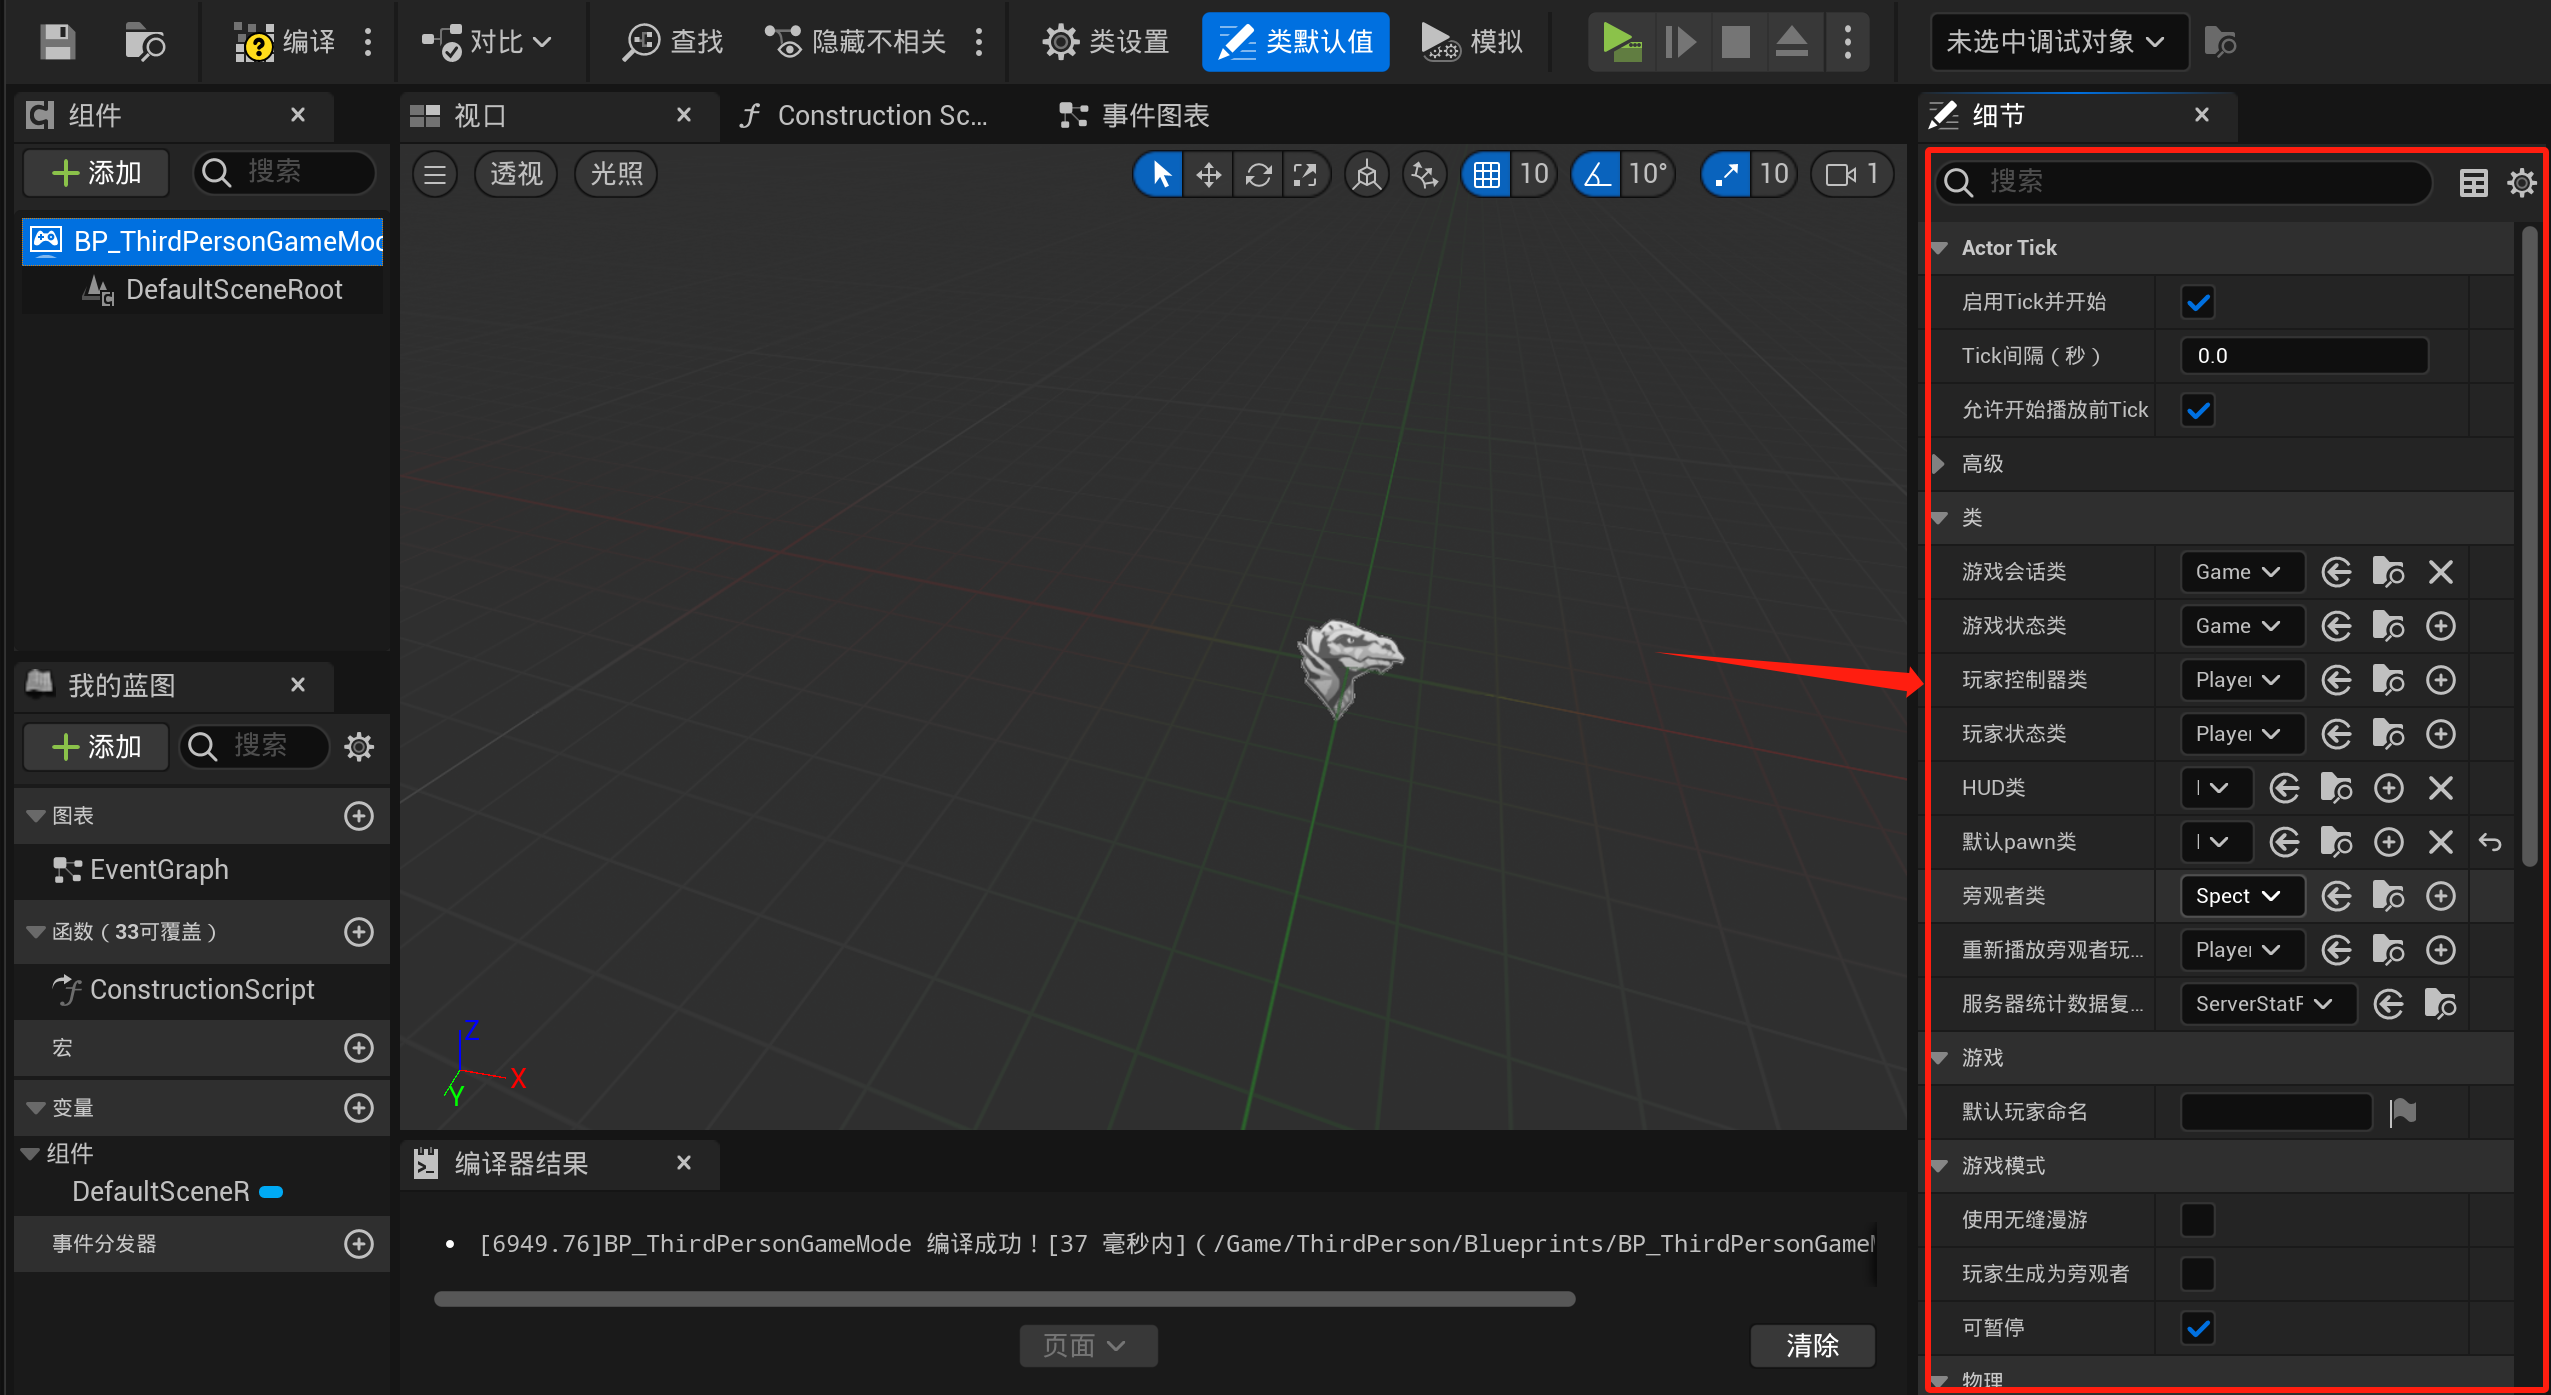 编译
对比
查找
隐藏不相关
类设置
类默认值
模拟
未选中调试对象
组件
添加
搜索
BP_ThirdPersonGameMod
DefaultSceneRoot
我的蓝图
添加
搜索
图表
EventGraph
函数（33可覆盖）
ConstructionScript
宏
变量
组件
DefaultSceneR
事件分发器
视口
Construction Sc...
事件图表
透视
光照
10
10°
10
1
Z
X
Y
编译器结果
[6949.76]BP_ThirdPersonGameMode 编译成功！[37 毫秒内]（/Game/ThirdPerson/Blueprints/BP_ThirdPersonGame
页面
清除
细节
搜索
Actor Tick
启用Tick并开始
Tick间隔（秒） 0.0
允许开始播放前Tick
高级
类
游戏会话类 Game
游戏状态类 Game
玩家控制器类 Player
玩家状态类 Player
HUD类
默认pawn类
旁观者类 Spect
重新播放旁观者玩... Player
服务器统计数据复... ServerStatF
游戏
默认玩家命名
游戏模式
使用无缝漫游
玩家生成为旁观者
可暂停
物理